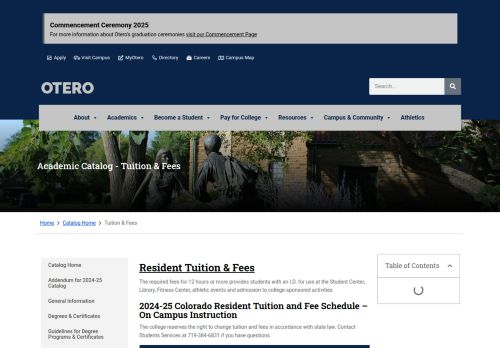 Commencement Ceremony 2025
For more information about Otero's graduation ceremonies visit our Commencement Page
Apply Visit Campus MyOtero Directory Careers Campus Map
OTERO
Search...
About Academics Become a Student Pay for College Resources Campus & Community Athletics
Academic Catalog - Tuition & Fees
Home > Catalog Home > Tuition & Fees
Catalog Home
Addendum for 2024-25
Catalog
General Information
Degrees & Certificates
Guidelines for Degree
Programs & Certificates
Resident Tuition & Fees
The required fees for 12 hours or more provides students with an I.D. for use at the Student Center,
Library, Fitness Center, athletic events and admission to college-sponsored activities.
2024-25 Colorado Resident Tuition and Fee Schedule –
On Campus Instruction
The college reserves the right to change tuition and fees in accordance with state law. Contact
Students Services at 719-384-6831 if you have questions.
Table of Contents